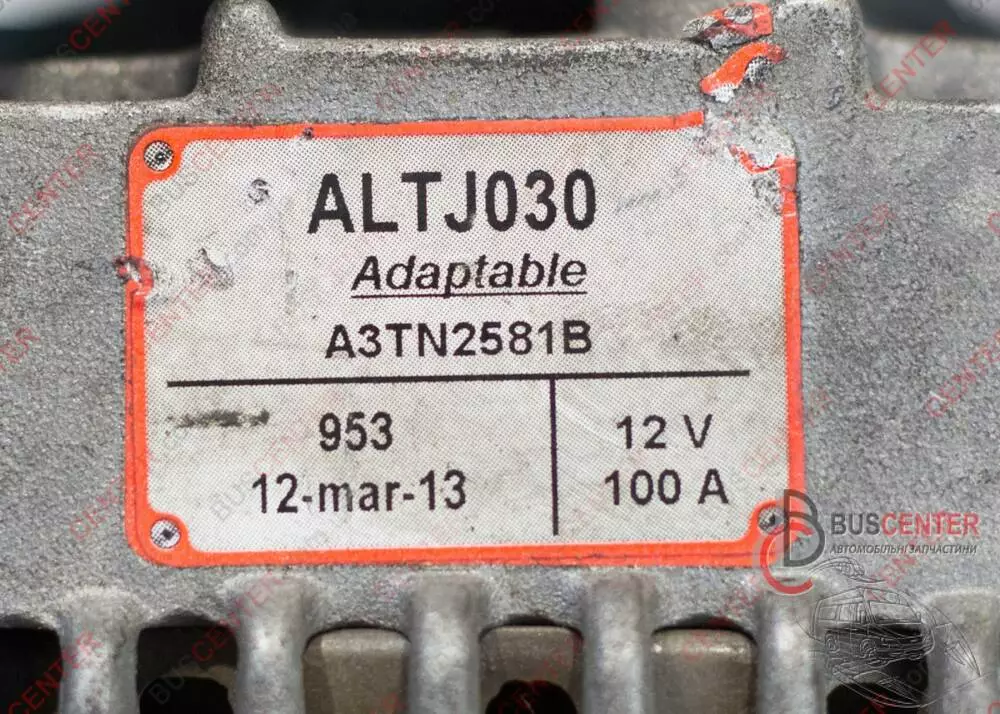 ALTJ030
Adaptable
A3TN2581B
953
12-mar-13
12 V
100 A
BUSCENTER
АВТОМОБІЛЬНІ ЗАПЧАСТИНИ